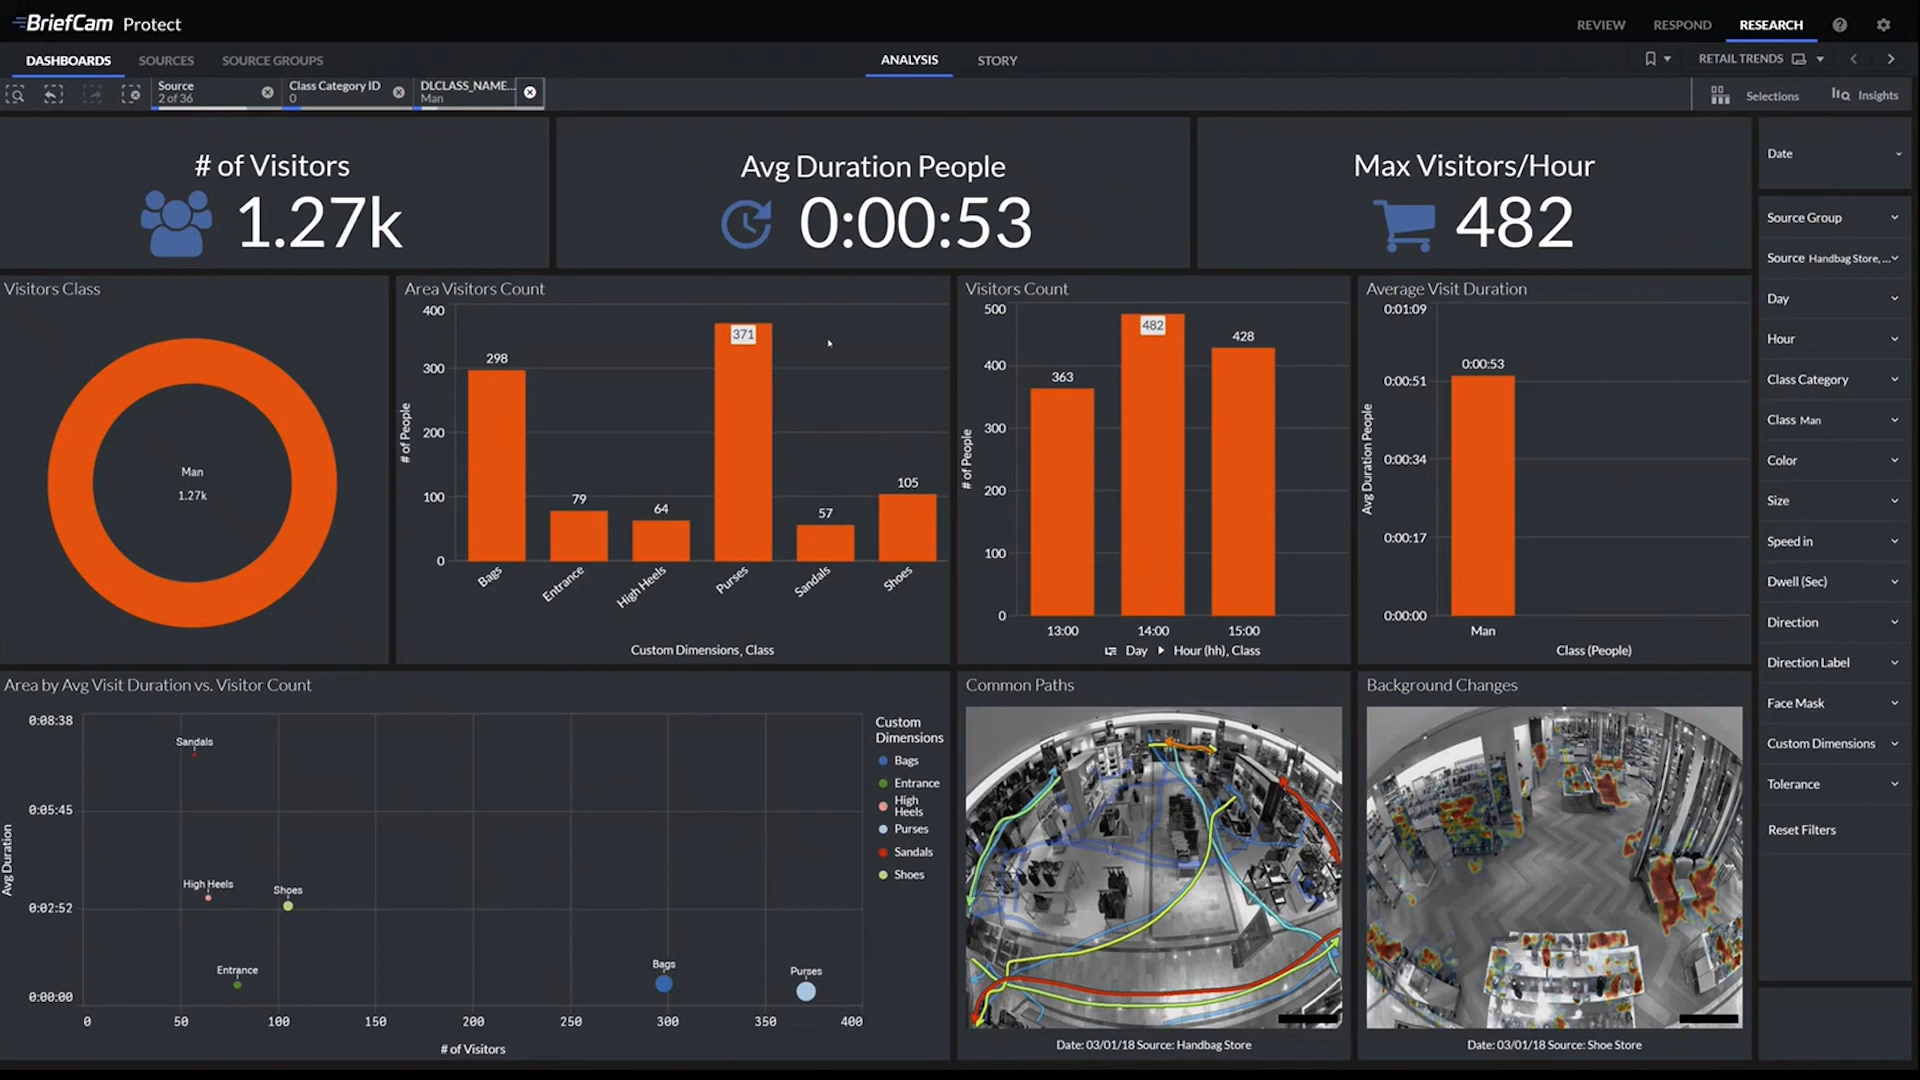 BriefCam Protect
REVIEW
RESPOND
RESEARCH
DASHBOARDS
SOURCES
SOURCE GROUPS
ANALYSIS
STORY
RETAIL TRENDS
Source
2 of 36
Class Category ID
0
DLCLASS_NAME...
Man
Selections
Insights
# of Visitors
1.27k
Avg Duration People
0:00:53
Max Visitors/Hour
482
Visitors Class
Man
1.27k
Area Visitors Count
# of People
400
300
200
100
0
298
79
64
371
57
105
Bags
Entrance
High Heels
Purses
Sandals
Shoes
Custom Dimensions, Class
Visitors Count
# of People
500
400
300
200
100
0
363
482
428
13:00
14:00
15:00
Day
Hour (hh), Class
Average Visit Duration
Avg Duration People
0:01:09
0:00:51
0:00:34
0:00:17
0:00:00
0:00:53
Man
Class (People)
Area by Avg Visit Duration vs. Visitor Count
Avg Duration
0:08:38
0:05:45
0:02:52
0:00:00
Sandals
High Heels
Shoes
Entrance
Bags
Purses
0
50
100
150
200
250
300
350
400
# of Visitors
Custom
Dimensions
Bags
Entrance
High
Heels
Purses
Sandals
Shoes
Common Paths
Date: 03/01/18 Source: Handbag Store
Background Changes
Date: 03/01/18 Source: Shoe Store
Date
Source Group
Source Handbag Store, ...
Day
Hour
Class Category
Class Man
Color
Size
Speed in
Dwell (Sec)
Direction
Direction Label
Face Mask
Custom Dimensions
Tolerance
Reset Filters